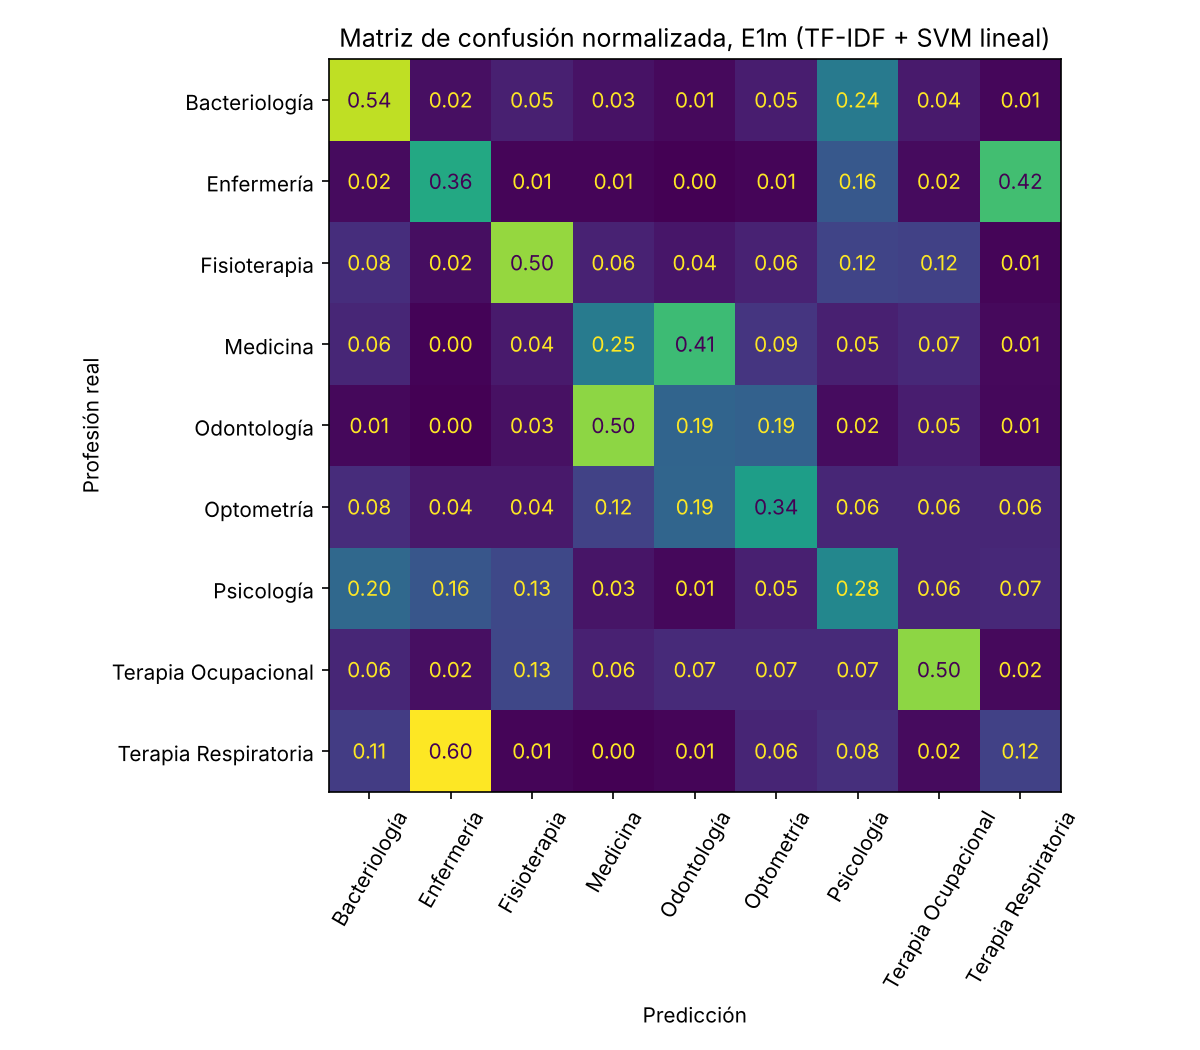 Matriz de confusión normalizada, E1m (TF-IDF + SVM lineal)
Profesión real
Bacteriología 0.54 0.02 0.05 0.03 0.01 0.05 0.24 0.04 0.01
Enfermería 0.02 0.36 0.01 0.01 0.00 0.01 0.16 0.02 0.42
Fisioterapia 0.08 0.02 0.50 0.06 0.04 0.06 0.12 0.12 0.01
Medicina 0.06 0.00 0.04 0.25 0.41 0.09 0.05 0.07 0.01
Odontología 0.01 0.00 0.03 0.50 0.19 0.19 0.02 0.05 0.01
Optometría 0.08 0.04 0.04 0.12 0.19 0.34 0.06 0.06 0.06
Psicología 0.20 0.16 0.13 0.03 0.01 0.05 0.28 0.06 0.07
Terapia Ocupacional 0.06 0.02 0.13 0.06 0.07 0.07 0.07 0.50 0.02
Terapia Respiratoria 0.11 0.60 0.01 0.00 0.01 0.06 0.08 0.02 0.12
Bacteriología
Enfermería
Fisioterapia
Medicina
Odontología
Optometría
Psicología
Terapia Ocupacional
Terapia Respiratoria
Predicción